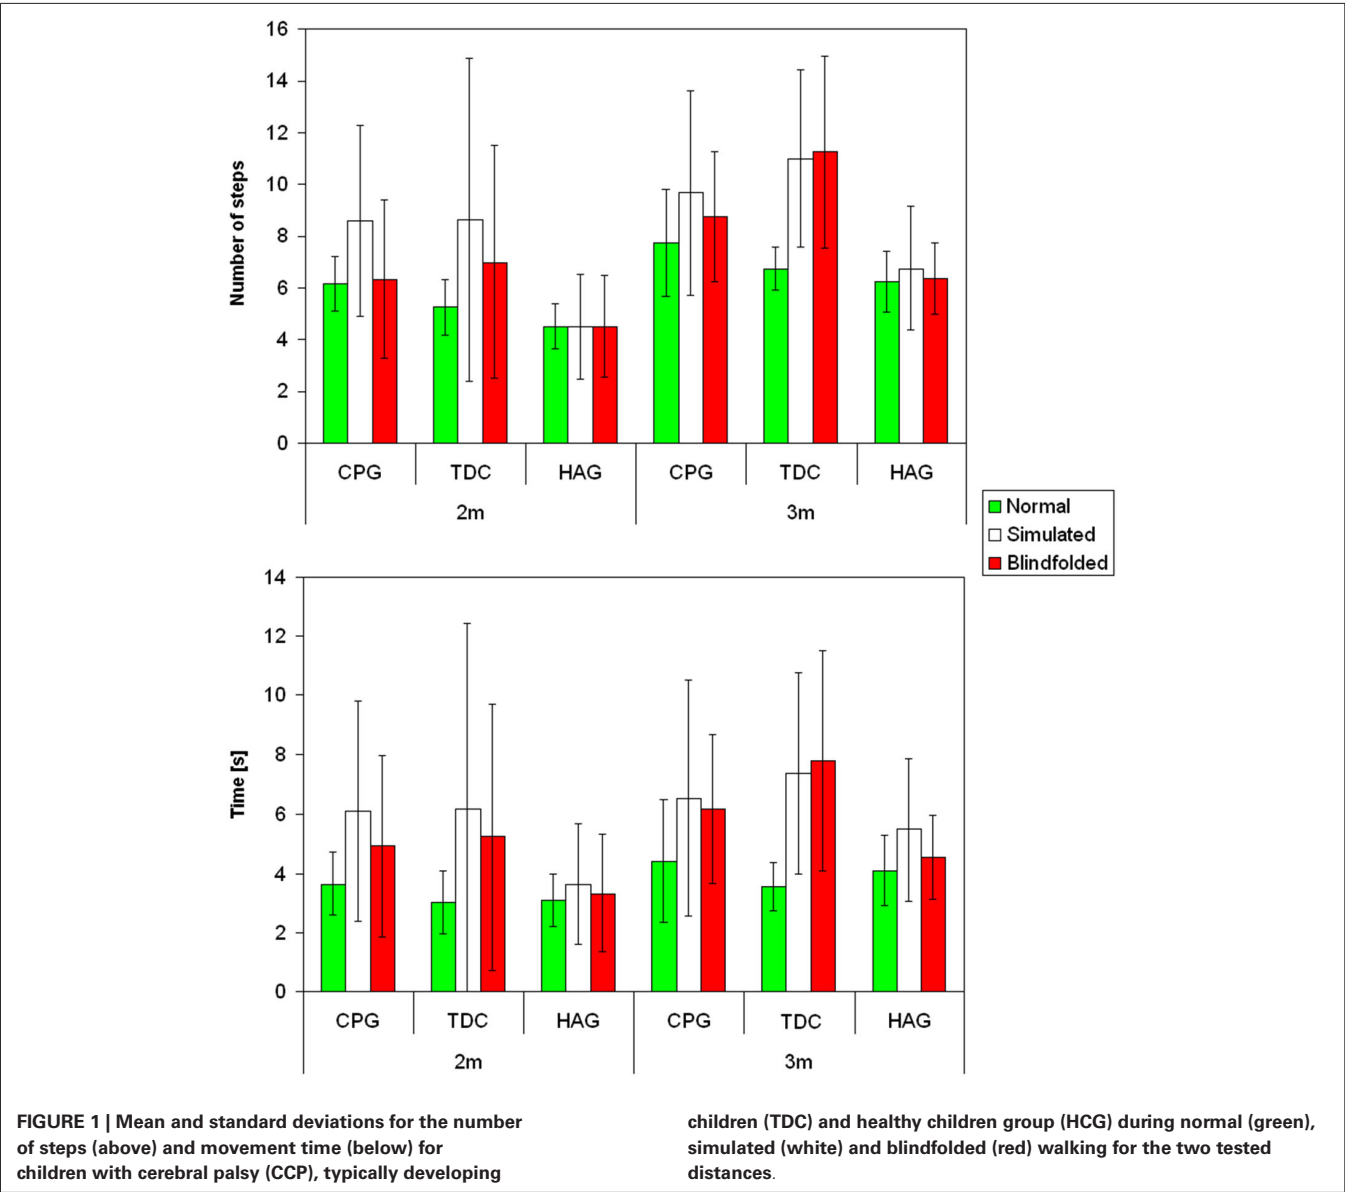 16
14
12
10
8
6
4
2
0
Number of steps
CPG TDC HAG CPG TDC HAG
2m 3m
Normal
Simulated
Blindfolded
14
12
10
8
6
4
2
0
Time [s]
CPG TDC HAG CPG TDC HAG
2m 3m
FIGURE 1 | Mean and standard deviations for the number
of steps (above) and movement time (below) for
children with cerebral palsy (CCP), typically developing
children (TDC) and healthy children group (HCG) during normal (green),
simulated (white) and blindfolded (red) walking for the two tested
distances.